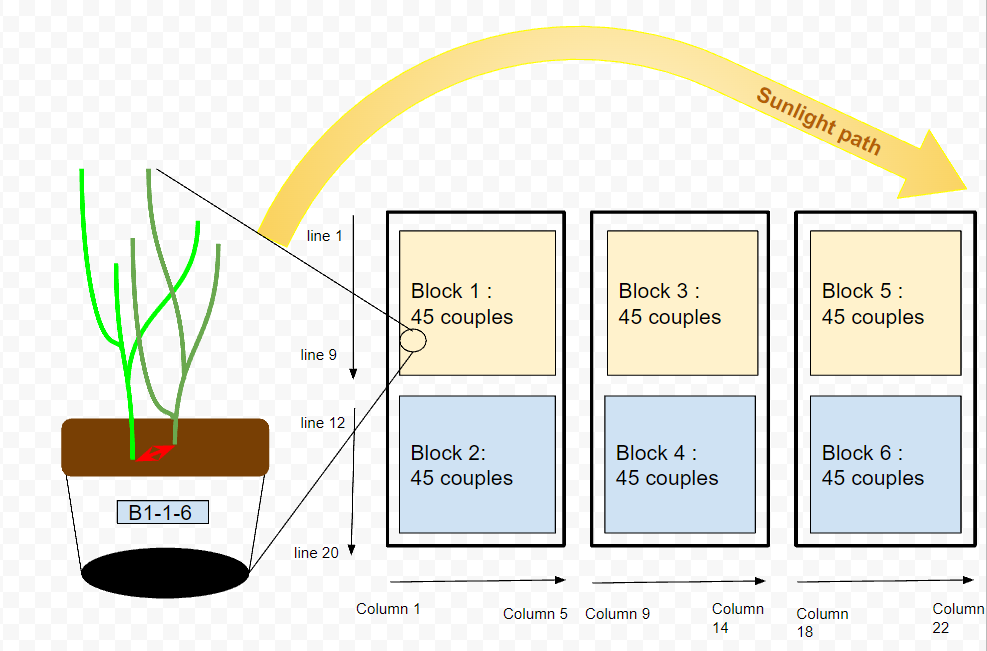 Sunlight path
line 1
line 9
line 12
line 20
Block 1 :
45 couples
Block 3 :
45 couples
Block 5 :
45 couples
Block 2:
45 couples
Block 4 :
45 couples
Block 6 :
45 couples
B1-1-6
Column 1
Column 5
Column 9
Column
14
Column
18
Column
22